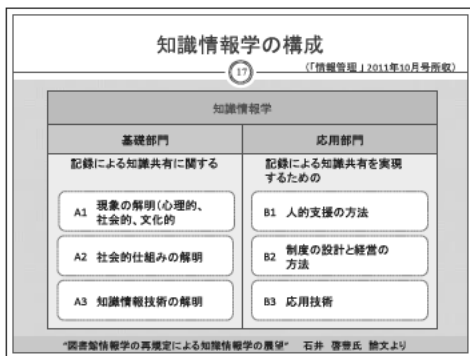 知識情報学の構成
17
(「情報管理」2011年10月号所収)
知識情報学
基礎部門
応用部門
記録による知識共有に関する
記録による知識共有を実現
するための
A1 現象の解明(心理的、
社会的、文化的
B1 人的支援の方法
A2 社会的仕組みの解明
B2 制度の設計と経営の
方法
A3 知識情報技術の解明
B3 応用技術
"図書館情報学の再規定による知識情報学の展望" 石井 啓豊氏 論文より